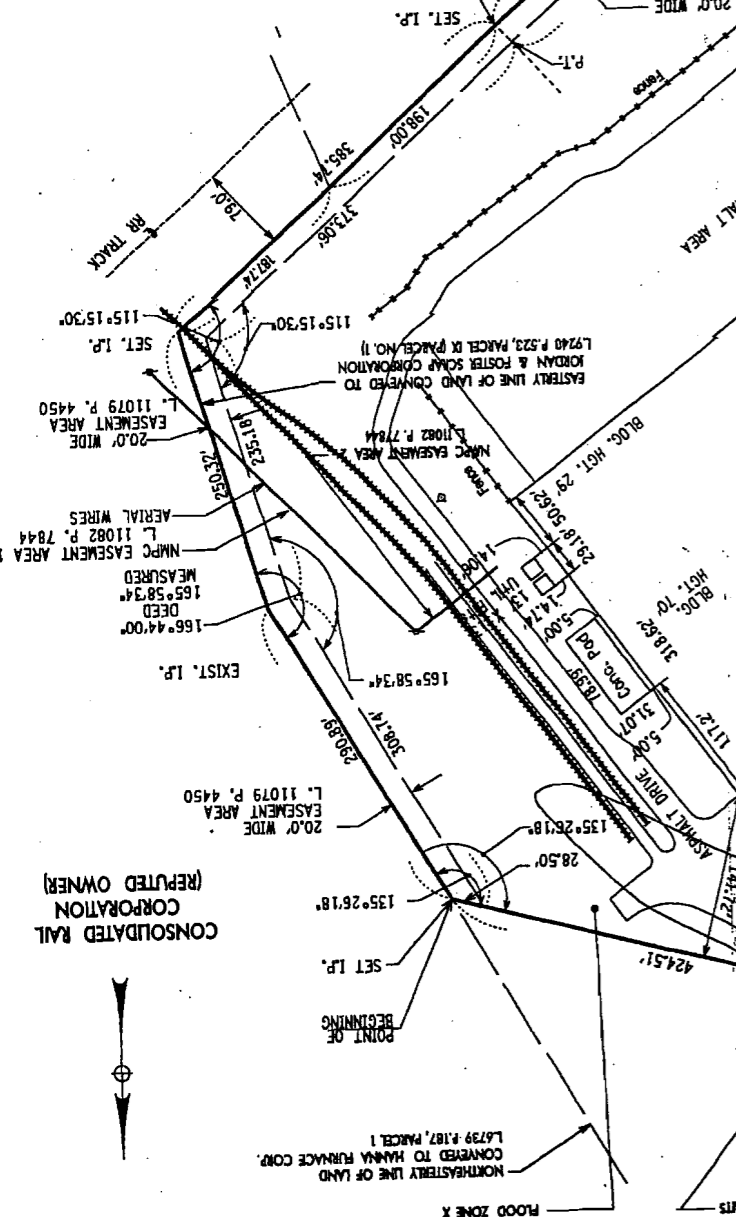 FLOOD ZONE X
NORTHEASTERLY LINE OF LAND
CONVEYED TO HANNA FURNACE CORP.
L.6739 P.187, PARCEL 1
POINT OF
BEGINNING
SET I.P.
424.51'
CONSOLIDATED RAIL
CORPORATION
(REPUTED OWNER)
135°26'18"
28.50'
135°26'18"
ASPHALT DRIVE
20.0' WIDE
EASEMENT AREA
L. 11079 P. 4450
290.89'
308.74'
117.2'
5.00'
31.07
Conc. Pad
78.99'
5.00'
14.74'
318.62'
BLDG.
HGT. 70'
EXIST. I.P.
165°58'34"
166°44'00"
DEED
165°58'34"
MEASURED
NMPC EASEMENT AREA 1
L. 11082 P. 7844
AERIAL WIRES
14.06'
29.18'
50.62'
BLDG. HGT. 29'
250.32'
235.18'
20.0' WIDE
EASEMENT AREA
L. 11079 P. 4450
NMPC EASEMENT AREA 2
L.11082 P.7844
Fence
EASTERLY LINE OF LAND CONVEYED TO
JORDAN & FOSTER SCRAP CORPORATION
L.9240 P.523, PARCEL IX (PARCEL NO. 1)
SET. I.P.
115°15'30"
115°15'30"
187.74'
RR TRACK
79.0'
373.06'
385.74'
198.00'
ALT AREA
Fence
P.T.
SET. I.P.
20.0' WIDE